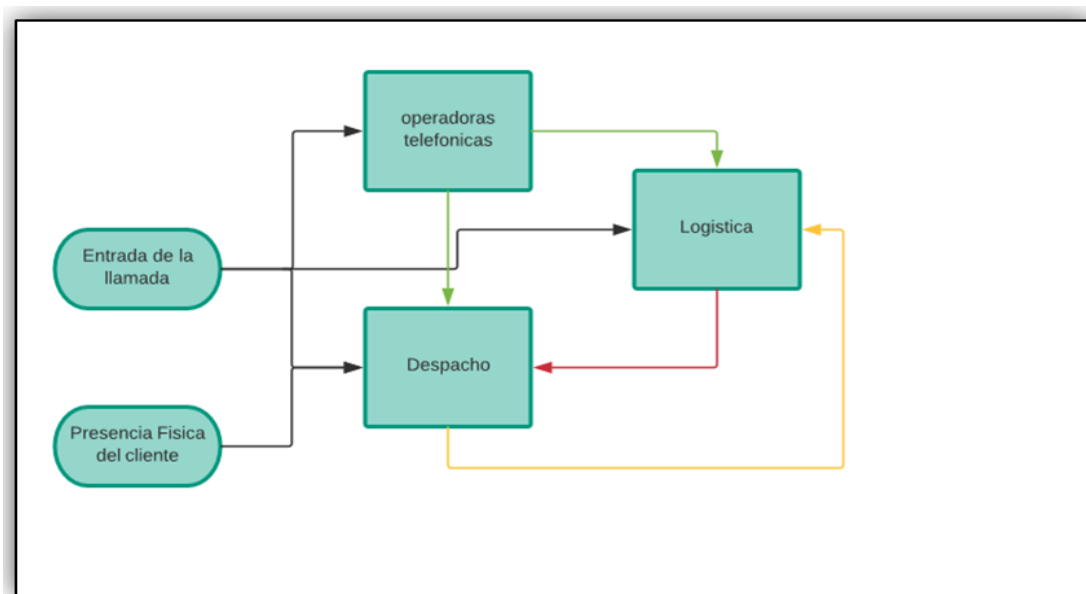 operadoras
telefonicas
Logistica
Entrada de la
llamada
Despacho
Presencia Fisica
del cliente